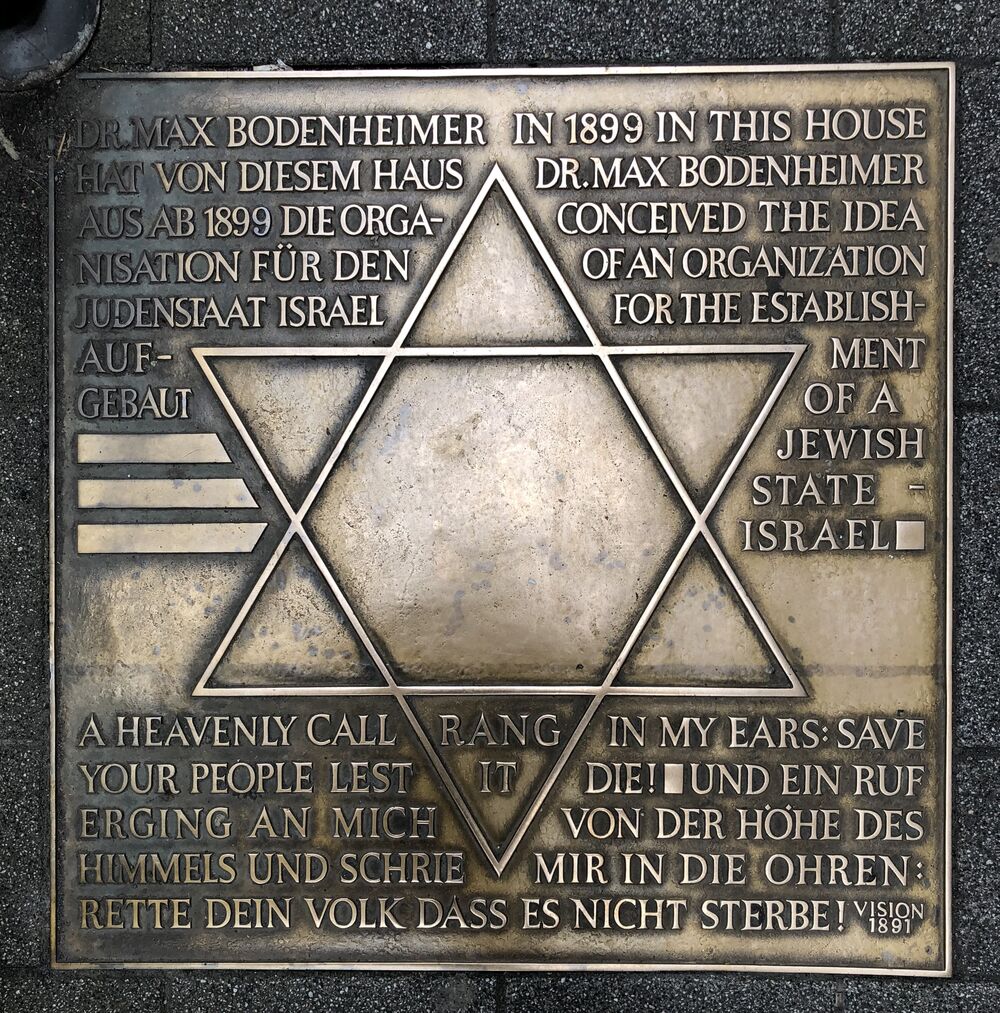 DR. MAX BODENHEIMER
HAT VON DIESEM HAUS
AUS AB 1899 DIE ORGA-
NISATION FÜR DEN
JUDENSTAAT ISRAEL
AUF-
GEBAUT
IN 1899 IN THIS HOUSE
DR. MAX BODENHEIMER
CONCEIVED THE IDEA
OF AN ORGANIZATION
FOR THE ESTABLISH-
MENT
OF A
JEWISH
STATE -
ISRAEL
A HEAVENLY CALL RANG IN MY EARS: SAVE
YOUR PEOPLE LEST IT DIE! UND EIN RUF
ERGING AN MICH VON DER HÖHE DES
HIMMELS UND SCHRIE MIR IN DIE OHREN:
RETTE DEIN VOLK DASS ES NICHT STERBE! VISION
1891